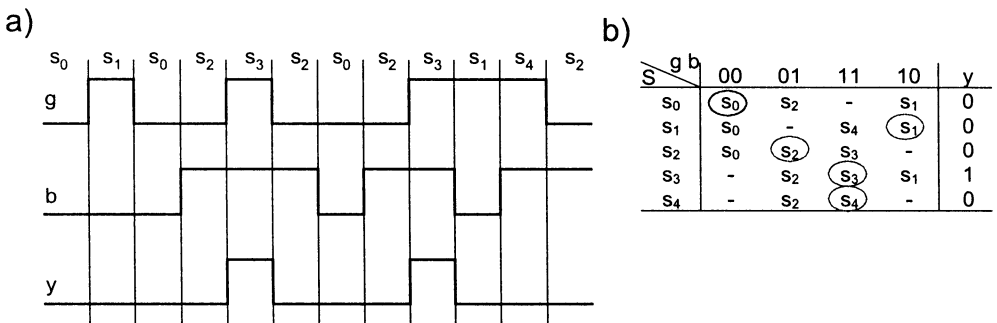 a)
s₀ s₁ s₀ s₂ s₃ s₂ s₀ s₂ s₃ s₁ s₄ s₂
g
b
y
b)
S g b 00 01 11 10 y
s₀ s₀ s₂ - s₁ 0
s₁ s₀ - s₄ s₁ 0
s₂ s₀ s₂ s₃ - 0
s₃ - s₂ s₃ s₁ 1
s₄ - s₂ s₄ - 0